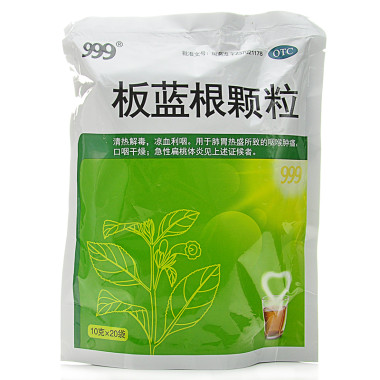 999®
OTC
板蓝根颗粒
清热解毒,凉血利咽。用于肺胃热盛所致的咽喉肿痛、
口咽干燥;急性扁桃体炎见上述证候者。
999
10克×20袋